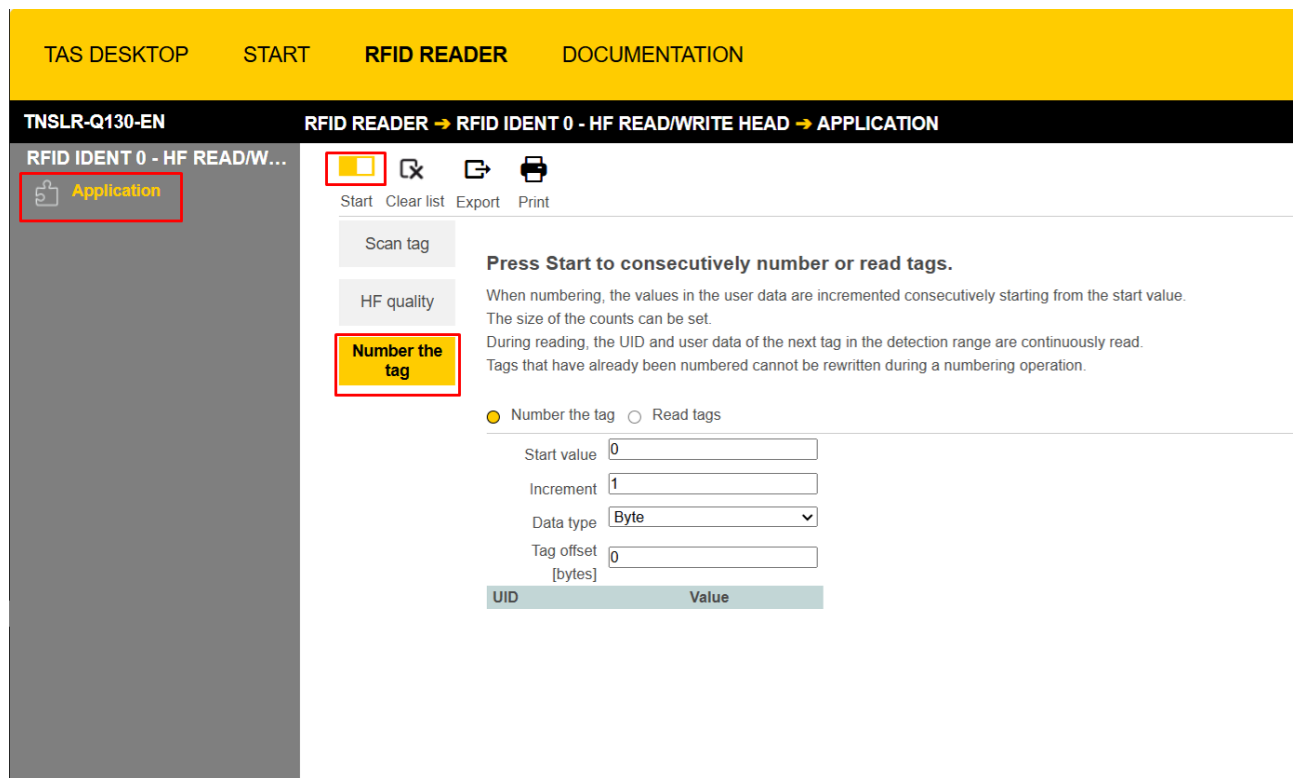 TAS DESKTOP START RFID READER DOCUMENTATION
TNSLR-Q130-EN
RFID READER ➔ RFID IDENT 0 - HF READ/WRITE HEAD ➔ APPLICATION
RFID IDENT 0 - HF READ/W...
Application
Start Clear list Export Print
Scan tag
HF quality
Number the
tag
Press Start to consecutively number or read tags.
When numbering, the values in the user data are incremented consecutively starting from the start value.
The size of the counts can be set.
During reading, the UID and user data of the next tag in the detection range are continuously read.
Tags that have already been numbered cannot be rewritten during a numbering operation.
Number the tag Read tags
Start value 0
Increment 1
Data type Byte
Tag offset
[bytes] 0
UID Value